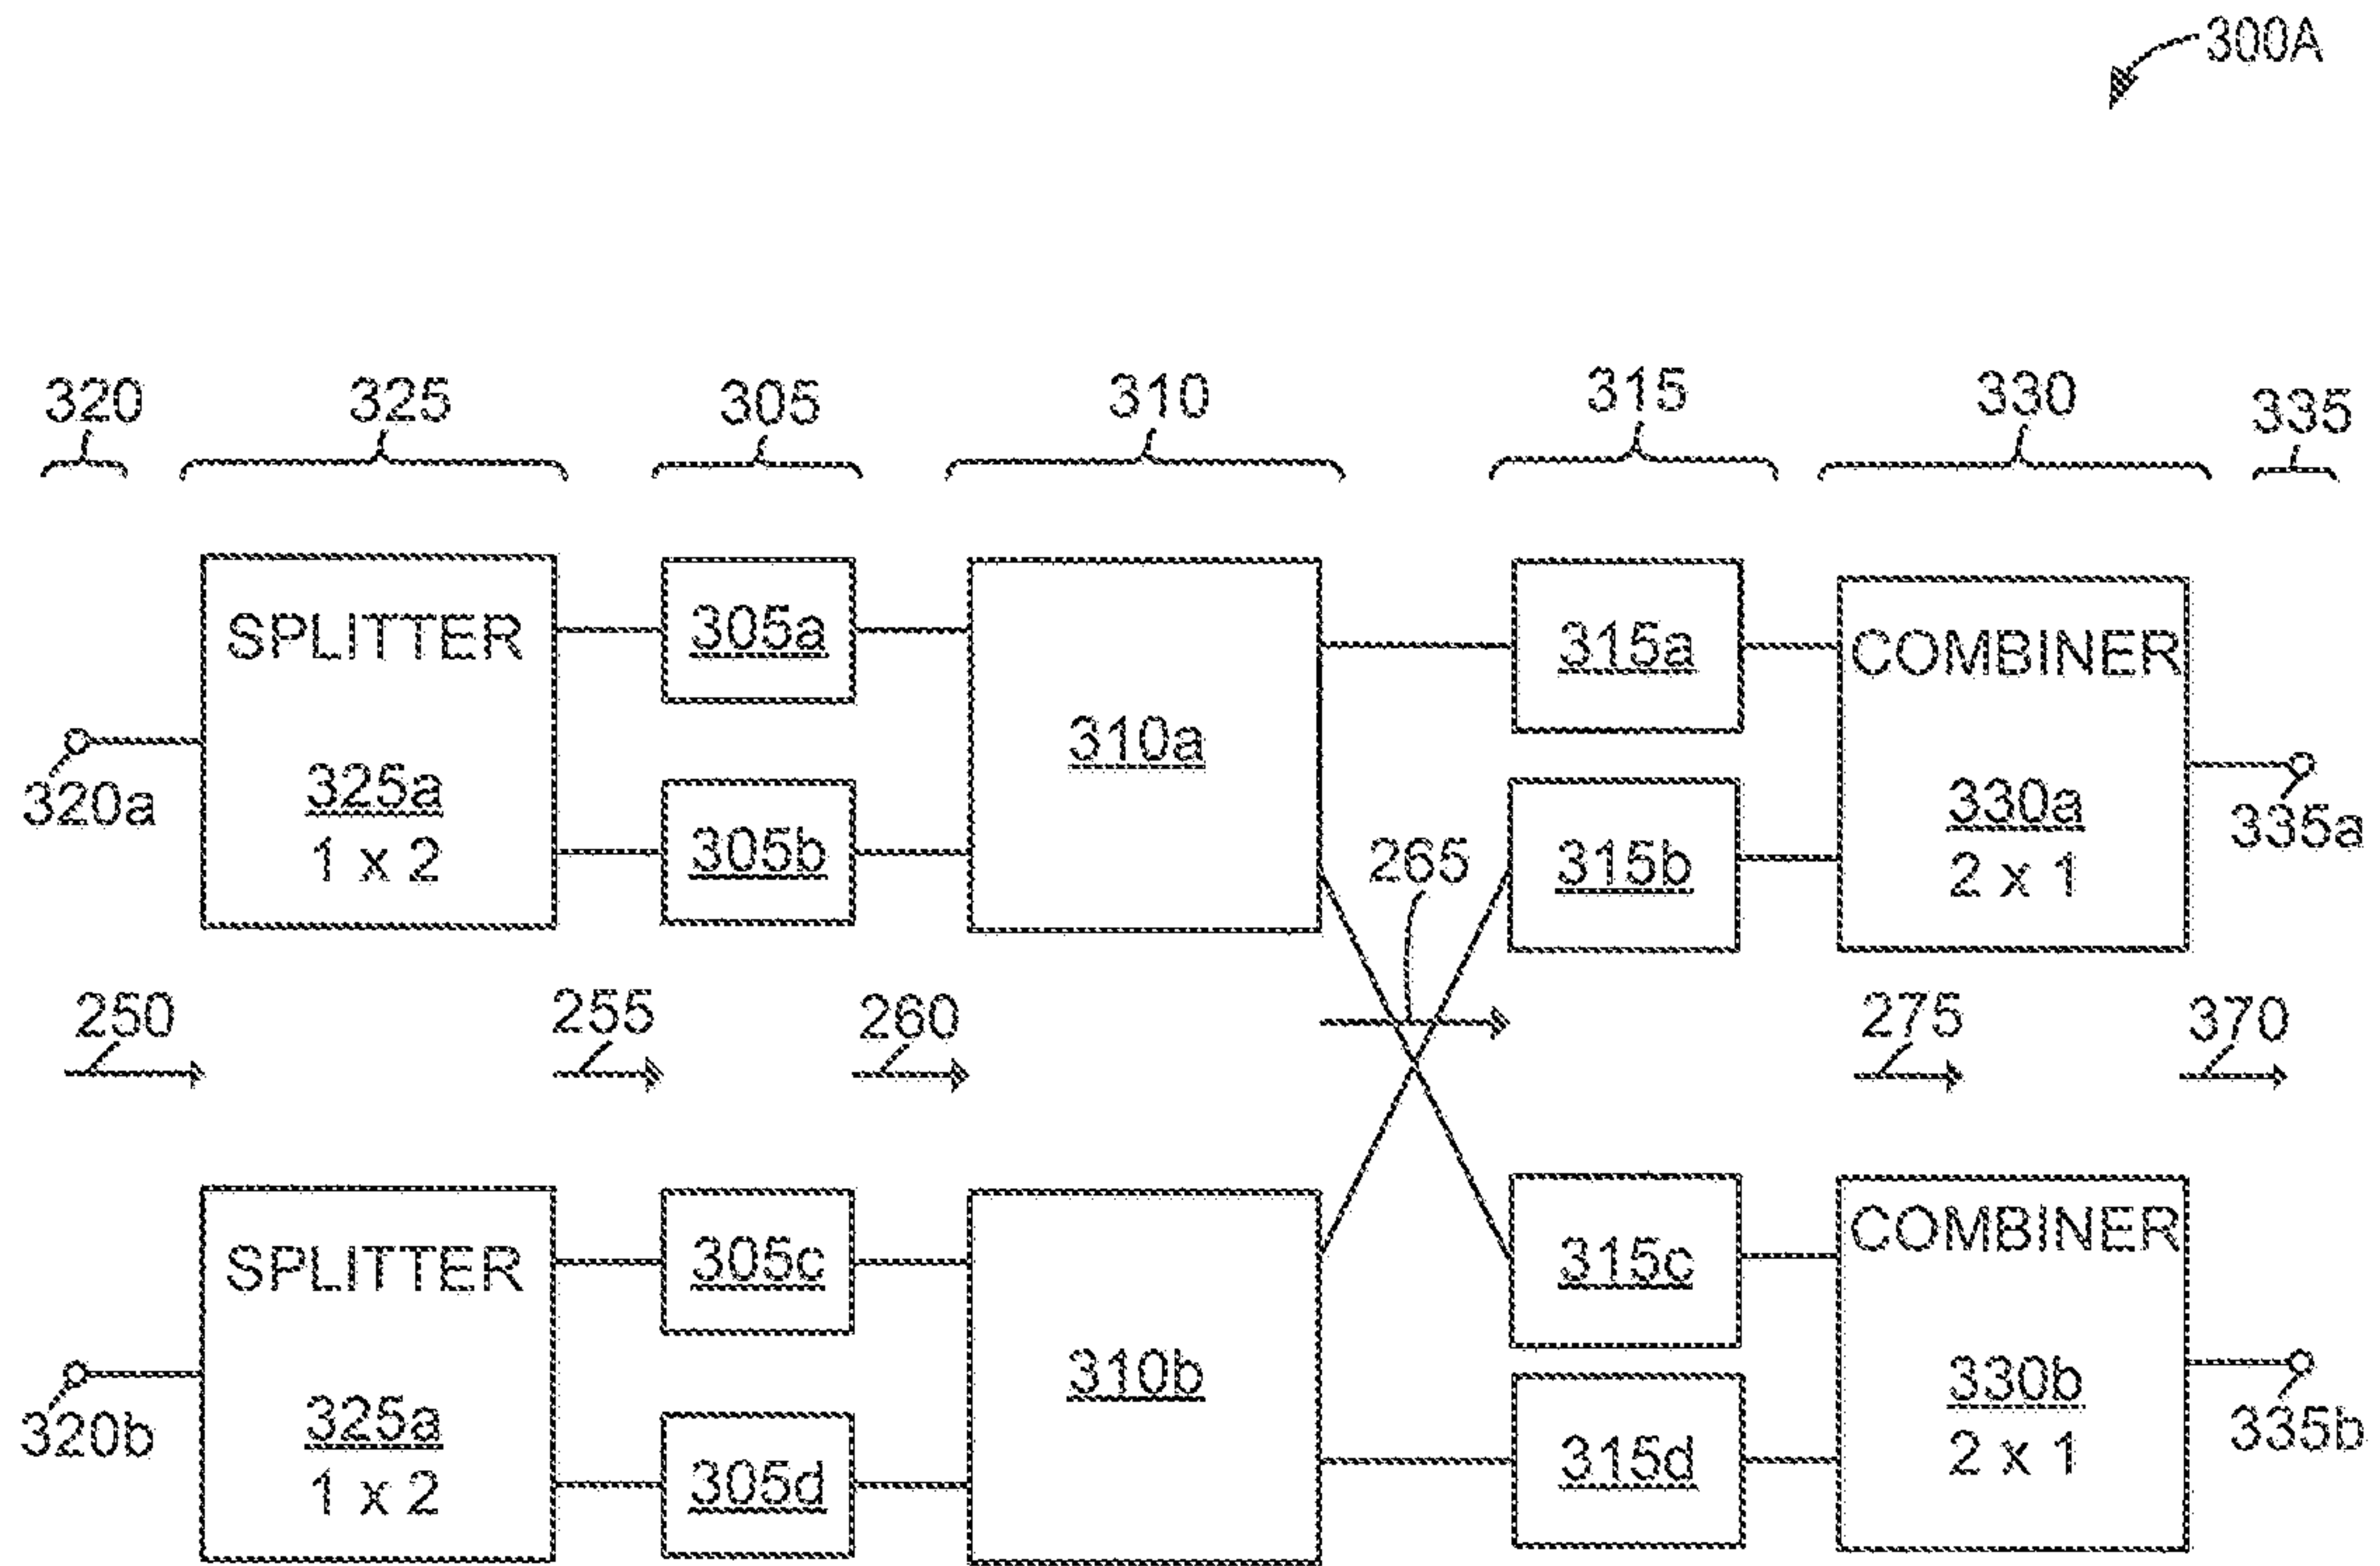 300A
320 325 305 310 315 330 335
SPLITTER
325a
1 x 2
305a
305b
310a
315a
315b
COMBINER
330a
2 x 1
320a
335a
265
250 255 260 275 370
SPLITTER
325a
1 x 2
305c
305d
310b
315c
315d
COMBINER
330b
2 x 1
320b
335b